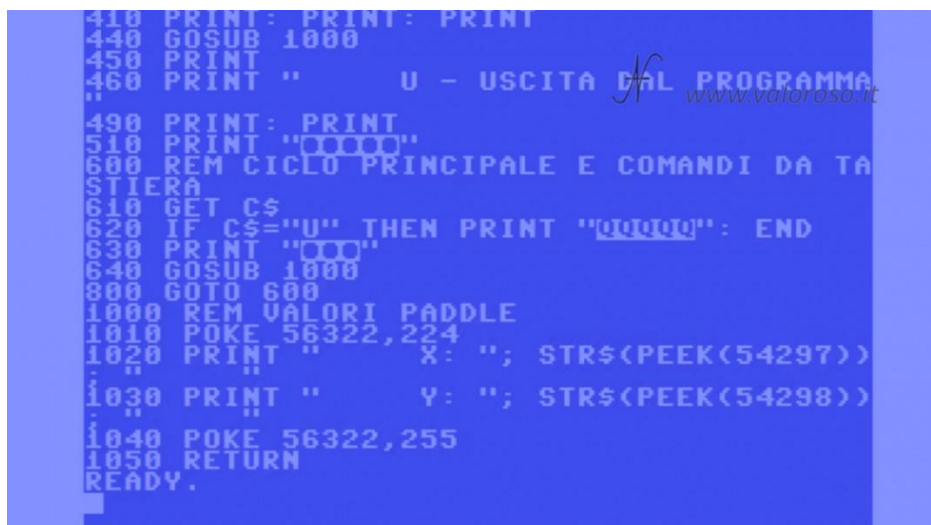 410 PRINT: PRINT: PRINT
440 GOSUB 1000
450 PRINT
460 PRINT "      U - USCITA DAL PROGRAMMA
"
www.valoroso.it
490 PRINT: PRINT
510 PRINT "
600 REM CICLO PRINCIPALE E COMANDI DA TA
STIERA
610 GET C$
620 IF C$="U" THEN PRINT "QQQQQ": END
630 PRINT "
640 GOSUB 1000
800 GOTO 600
1000 REM VALORI PADDLE
1010 POKE 56322,224
1020 PRINT "      X: "; STR$(PEEK(54297))
; "      "
1030 PRINT "      Y: "; STR$(PEEK(54298))
; "      "
1040 POKE 56322,255
1050 RETURN
READY.